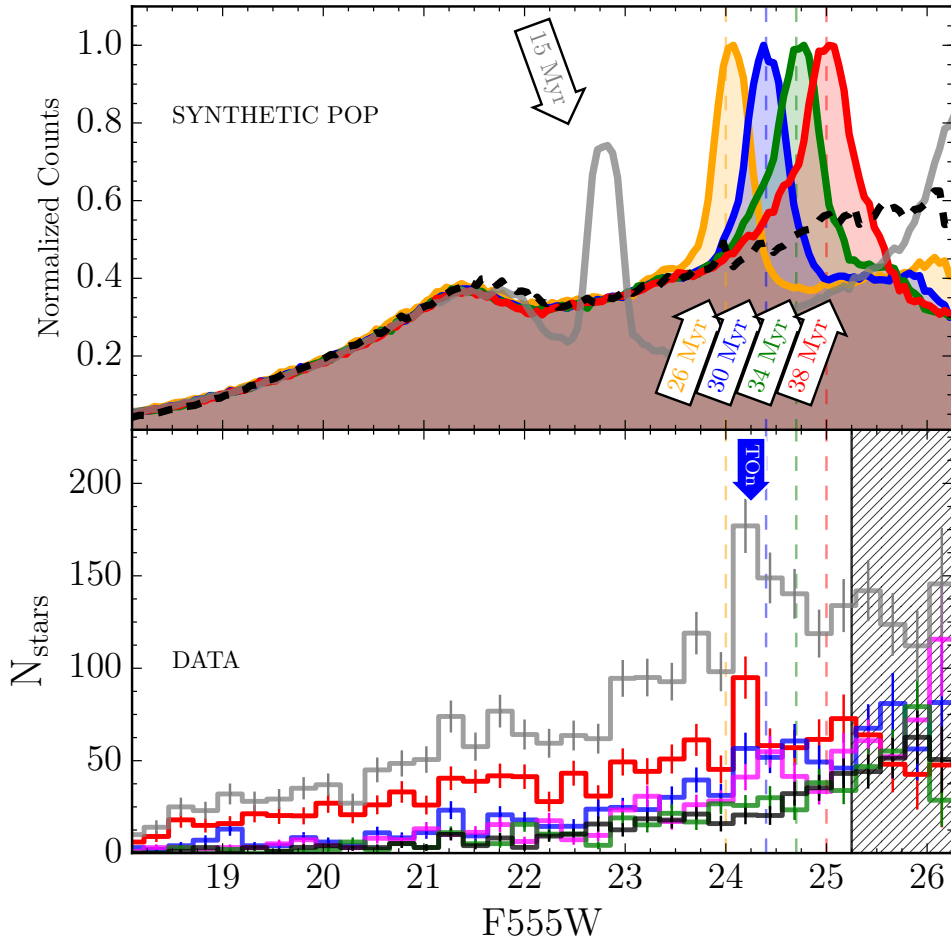 1.0
0.8
0.6
0.4
0.2
Normalized Counts
SYNTHETIC POP
15 Myr
26 Myr
30 Myr
34 Myr
38 Myr
200
150
100
50
0
N_stars
DATA
TOn
19 20 21 22 23 24 25 26
F555W